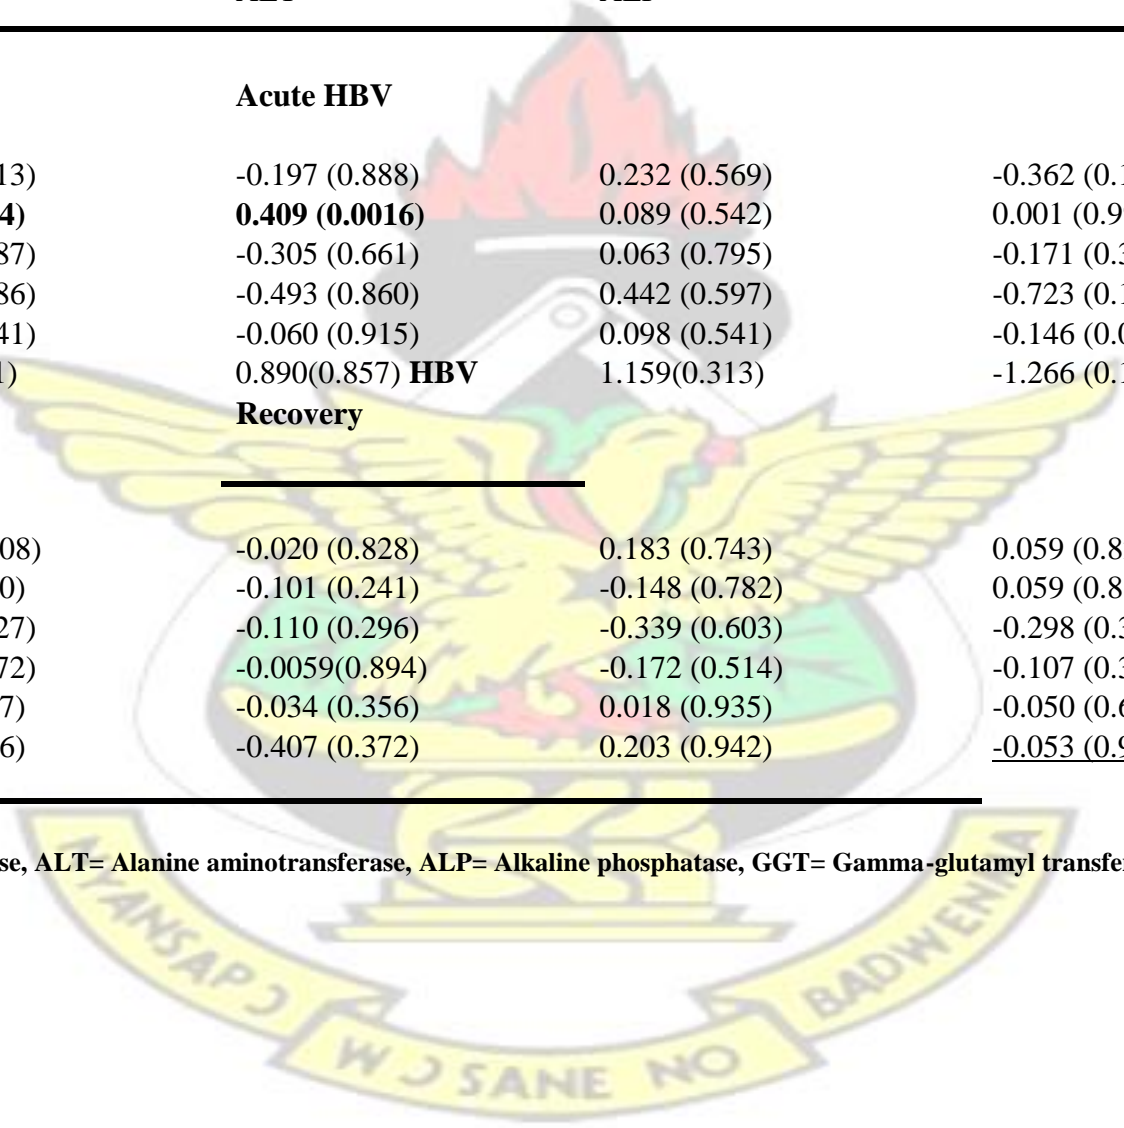 Acute HBV
13) -0.197 (0.888) 0.232 (0.569) -0.362 (0.1
4) 0.409 (0.0016) 0.089 (0.542) 0.001 (0.9
87) -0.305 (0.661) 0.063 (0.795) -0.171 (0.3
86) -0.493 (0.860) 0.442 (0.597) -0.723 (0.1
41) -0.060 (0.915) 0.098 (0.541) -0.146 (0.0
1) 0.890(0.857) HBV 1.159(0.313) -1.266 (0.1
Recovery
08) -0.020 (0.828) 0.183 (0.743) 0.059 (0.8
0) -0.101 (0.241) -0.148 (0.782) 0.059 (0.8
27) -0.110 (0.296) -0.339 (0.603) -0.298 (0.3
72) -0.0059(0.894) -0.172 (0.514) -0.107 (0.3
7) -0.034 (0.356) 0.018 (0.935) -0.050 (0.6
6) -0.407 (0.372) 0.203 (0.942) -0.053 (0.9
se, ALT= Alanine aminotransferase, ALP= Alkaline phosphatase, GGT= Gamma-glutamyl transfer
NYANSAPƆ WƆSANE NO BADWENMA